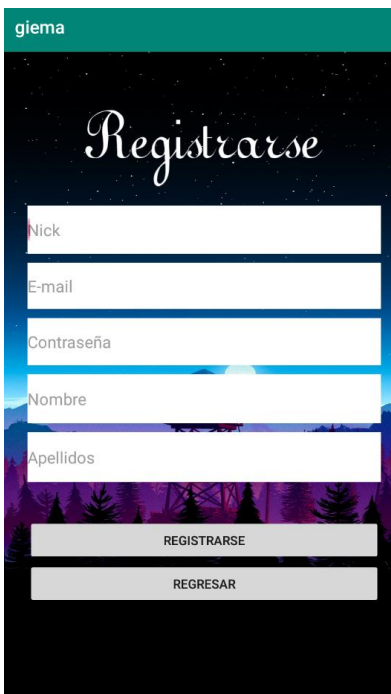 giema
Registrarse
Nick
E-mail
Contraseña
Nombre
Apellidos
REGISTRARSE
REGRESAR